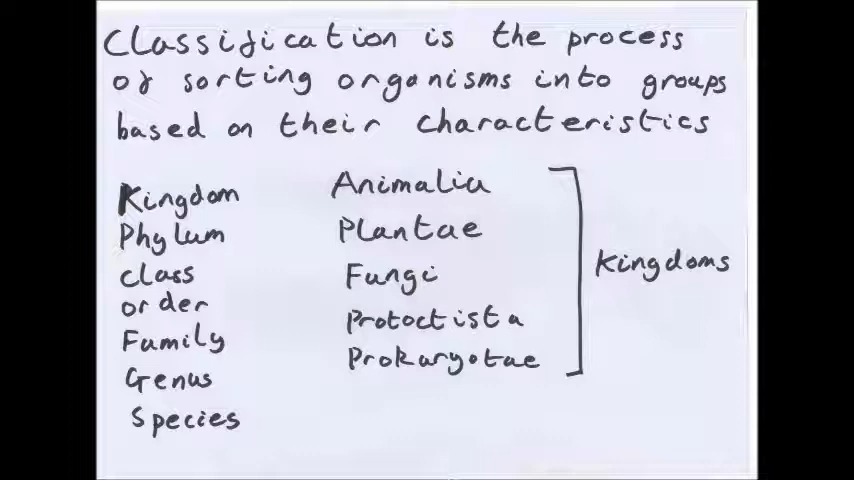 Classification is the process
of sorting organisms into groups
based on their characteristics
Kingdom
Phylum
class
order
Family
Genus
Species
Animalia
Plantae
Fungi
Protoctista
Prokaryotae
Kingdoms